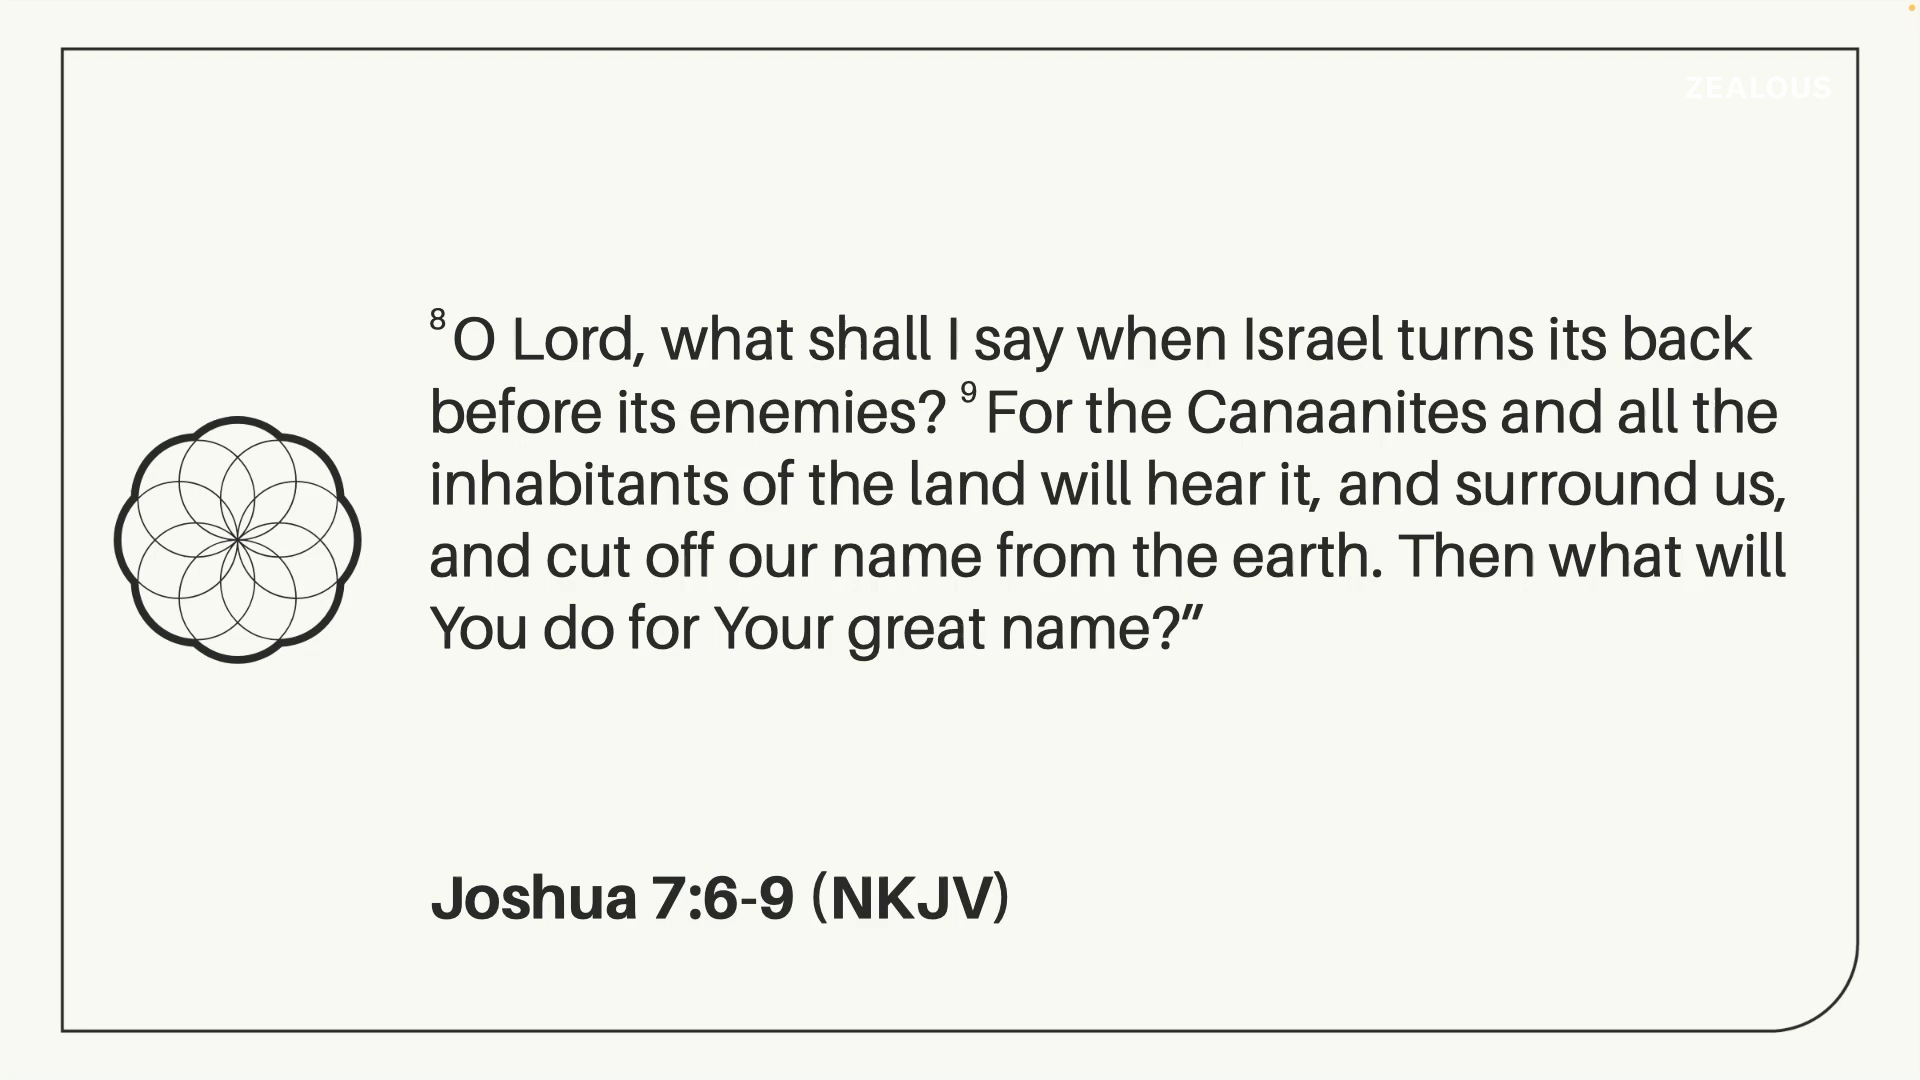 ZEALOUS
⁸ O Lord, what shall I say when Israel turns its back
before its enemies? ⁹ For the Canaanites and all the
inhabitants of the land will hear it, and surround us,
and cut off our name from the earth. Then what will
You do for Your great name?”
Joshua 7:6-9 (NKJV)